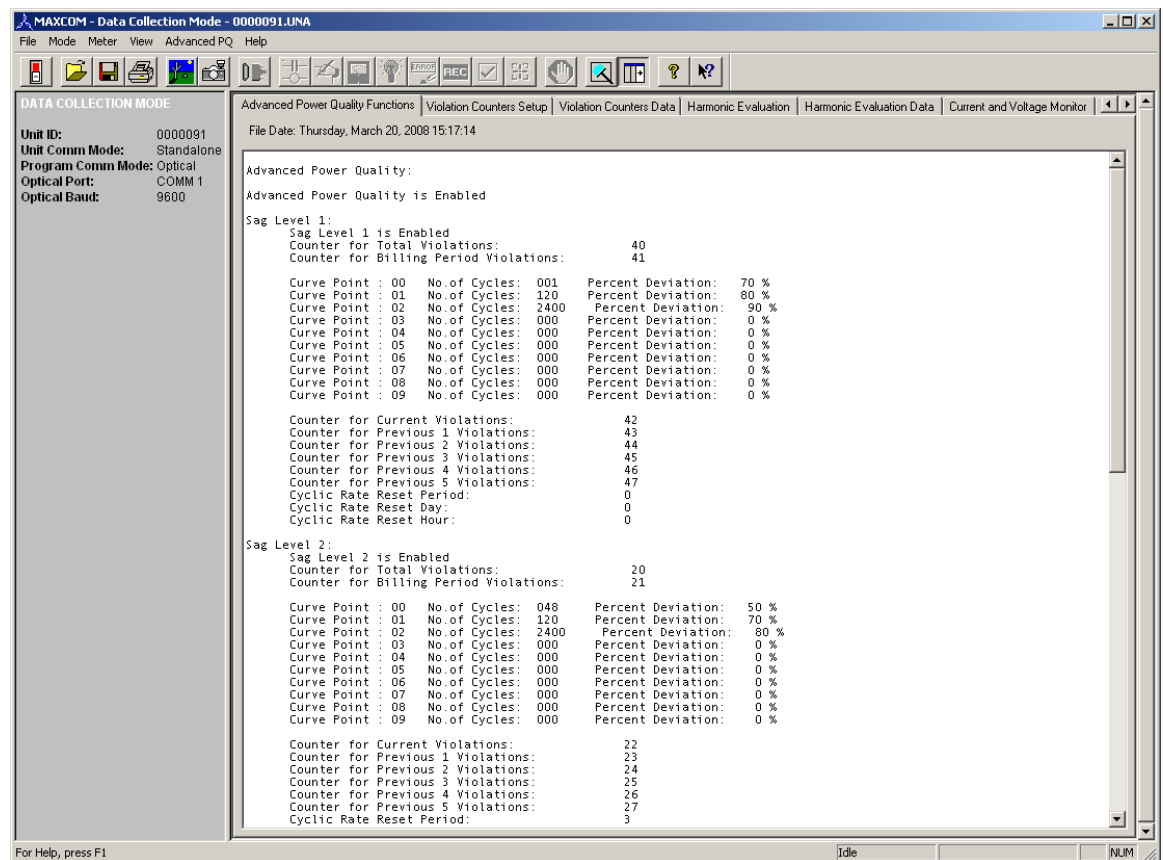 MAXCOM - Data Collection Mode - 0000091.UNA
File Mode Meter View Advanced PQ Help
ERROR REC
DATA COLLECTION MODE
Unit ID: 0000091
Unit Comm Mode: Standalone
Program Comm Mode: Optical
Optical Port: COMM 1
Optical Baud: 9600
Advanced Power Quality Functions Violation Counters Setup Violation Counters Data Harmonic Evaluation Harmonic Evaluation Data Current and Voltage Monitor
File Date: Thursday, March 20, 2008 15:17:14
Advanced Power Quality:
Advanced Power Quality is Enabled
Sag Level 1:
Sag Level 1 is Enabled
Counter for Total Violations: 40
Counter for Billing Period Violations: 41
Curve Point : 00 No.of Cycles: 001 Percent Deviation: 70 %
Curve Point : 01 No.of Cycles: 120 Percent Deviation: 80 %
Curve Point : 02 No.of Cycles: 2400 Percent Deviation: 90 %
Curve Point : 03 No.of Cycles: 000 Percent Deviation: 0 %
Curve Point : 04 No.of Cycles: 000 Percent Deviation: 0 %
Curve Point : 05 No.of Cycles: 000 Percent Deviation: 0 %
Curve Point : 06 No.of Cycles: 000 Percent Deviation: 0 %
Curve Point : 07 No.of Cycles: 000 Percent Deviation: 0 %
Curve Point : 08 No.of Cycles: 000 Percent Deviation: 0 %
Curve Point : 09 No.of Cycles: 000 Percent Deviation: 0 %
Counter for Current Violations: 42
Counter for Previous 1 Violations: 43
Counter for Previous 2 Violations: 44
Counter for Previous 3 Violations: 45
Counter for Previous 4 Violations: 46
Counter for Previous 5 Violations: 47
Cyclic Rate Reset Period: 0
Cyclic Rate Reset Day: 0
Cyclic Rate Reset Hour: 0
Sag Level 2:
Sag Level 2 is Enabled
Counter for Total Violations: 20
Counter for Billing Period Violations: 21
Curve Point : 00 No.of Cycles: 048 Percent Deviation: 50 %
Curve Point : 01 No.of Cycles: 120 Percent Deviation: 70 %
Curve Point : 02 No.of Cycles: 2400 Percent Deviation: 80 %
Curve Point : 03 No.of Cycles: 000 Percent Deviation: 0 %
Curve Point : 04 No.of Cycles: 000 Percent Deviation: 0 %
Curve Point : 05 No.of Cycles: 000 Percent Deviation: 0 %
Curve Point : 06 No.of Cycles: 000 Percent Deviation: 0 %
Curve Point : 07 No.of Cycles: 000 Percent Deviation: 0 %
Curve Point : 08 No.of Cycles: 000 Percent Deviation: 0 %
Curve Point : 09 No.of Cycles: 000 Percent Deviation: 0 %
Counter for Current Violations: 22
Counter for Previous 1 Violations: 23
Counter for Previous 2 Violations: 24
Counter for Previous 3 Violations: 25
Counter for Previous 4 Violations: 26
Counter for Previous 5 Violations: 27
Cyclic Rate Reset Period: 3
For Help, press F1 Idle NUM